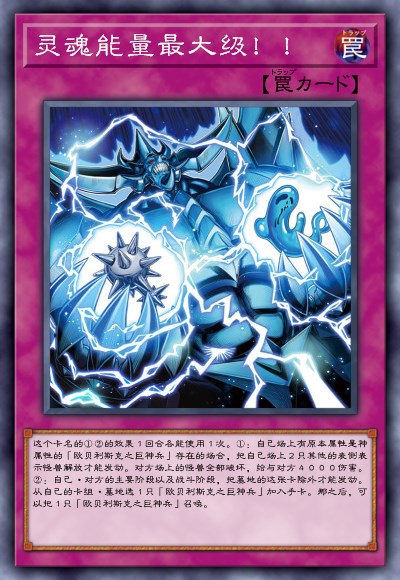 灵魂能量最大级！！
トラップ
罠
トラップ
【罠カード】
这个卡名的①②的效果１回合各能使用１次。①：自己场上有原本属性是神
属性的「欧贝利斯克之巨神兵」存在的场合，把自己场上２只其他的表侧表
示怪兽解放才能发动。对方场上的怪兽全部破坏，给与对方４０００伤害。
②：自己·对方的主要阶段以及战斗阶段，把墓地的这张卡除外才能发动。
从自己的卡组·墓地选１只「欧贝利斯克之巨神兵」加入手卡。那之后，可
以把１只「欧贝利斯克之巨神兵」召唤。